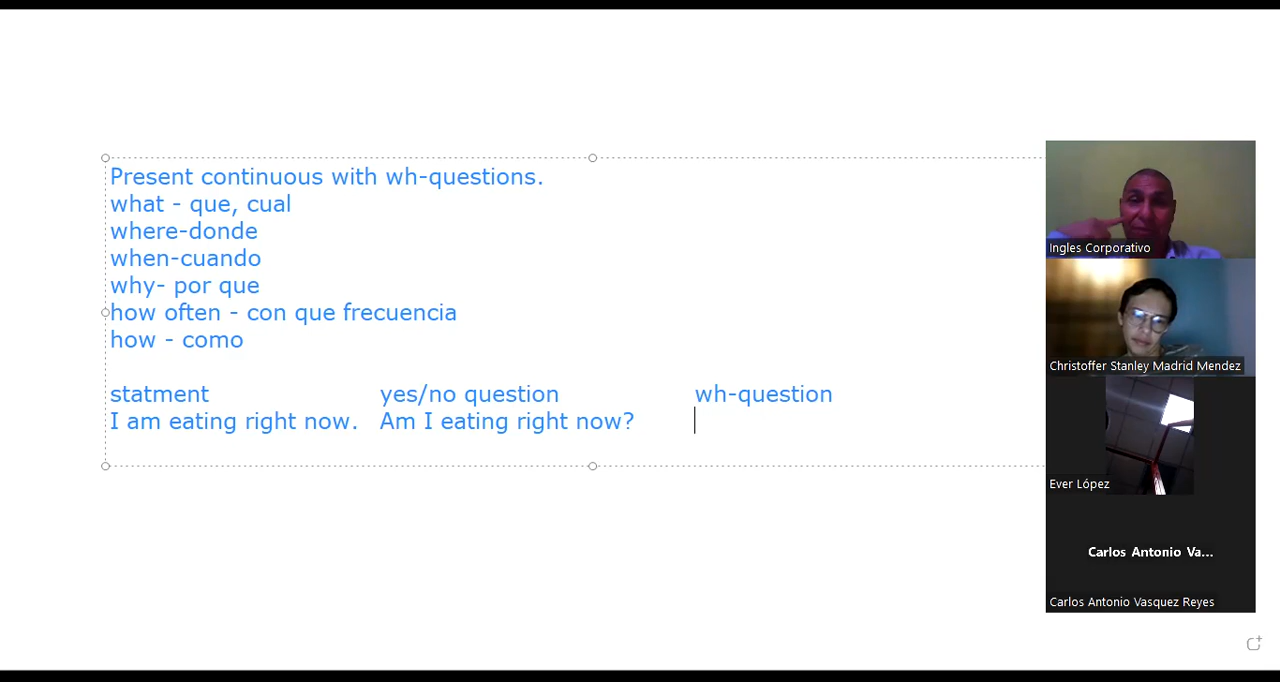 Present continuous with wh-questions.
what - que, cual
where-donde
when-cuando
why- por que
how often - con que frecuencia
how - como
statment yes/no question wh-question
I am eating right now. Am I eating right now?
Ingles Corporativo
Christoffer Stanley Madrid Mendez
Ever López
Carlos Antonio Va...
Carlos Antonio Vasquez Reyes